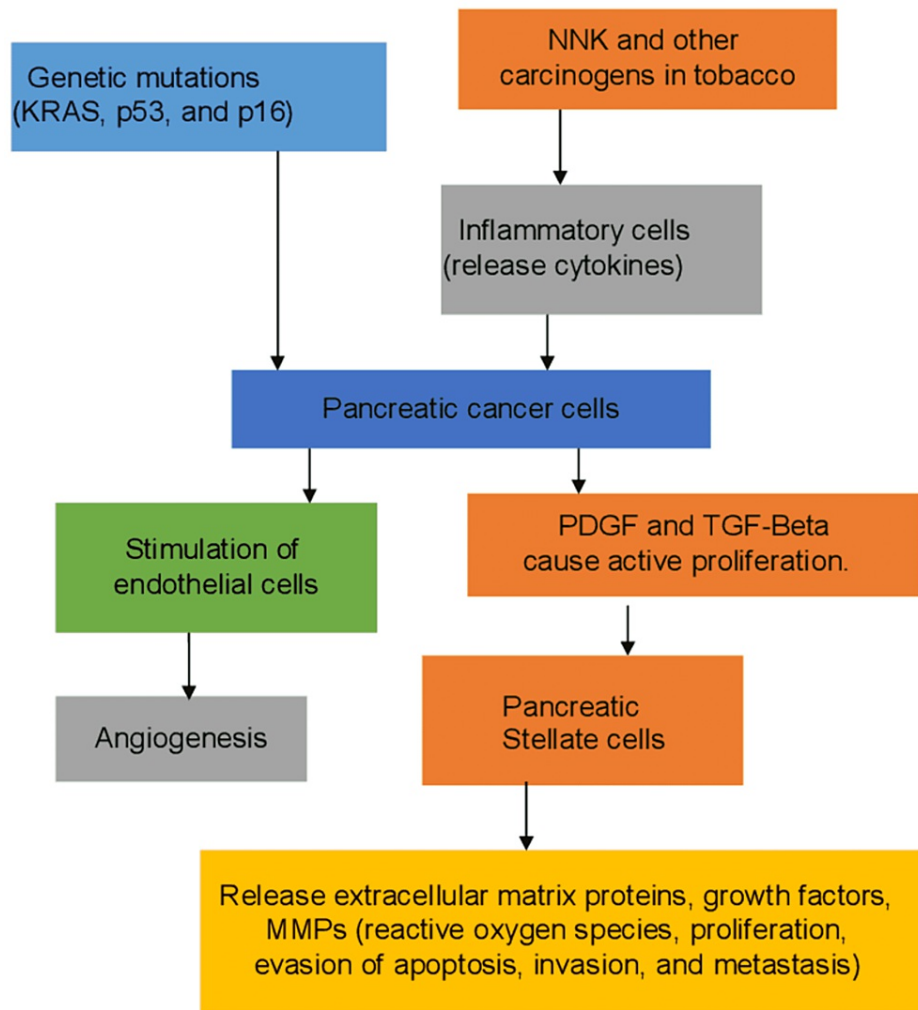 NNK and other
carcinogens in tobacco
Genetic mutations
(KRAS, p53, and p16)
Inflammatory cells
(release cytokines)
Pancreatic cancer cells
Stimulation of
endothelial cells
PDGF and TGF-Beta
cause active proliferation.
Angiogenesis
Pancreatic
Stellate cells
Release extracellular matrix proteins, growth factors,
MMPs (reactive oxygen species, proliferation,
evasion of apoptosis, invasion, and metastasis)